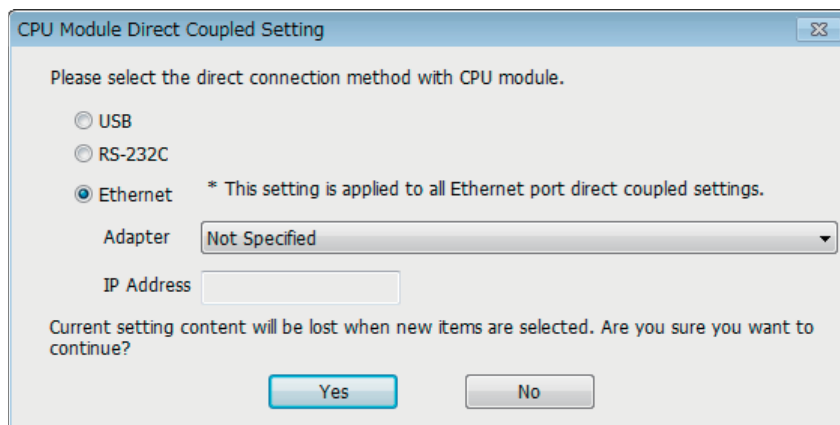 CPU Module Direct Coupled Setting
Please select the direct connection method with CPU module.
USB
RS-232C
Ethernet * This setting is applied to all Ethernet port direct coupled settings.
Adapter Not Specified
IP Address
Current setting content will be lost when new items are selected. Are you sure you want to
continue?
Yes No